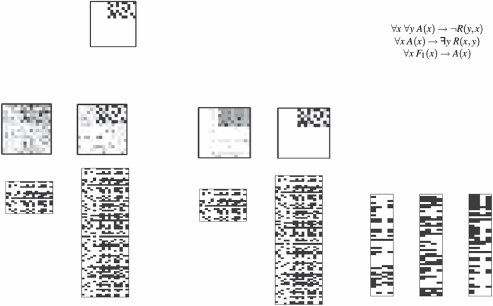 ∀x ∀y A(x) → ¬R(y,x)
∀x A(x) → ∃y R(x,y)
∀x F₁(x) → A(x)